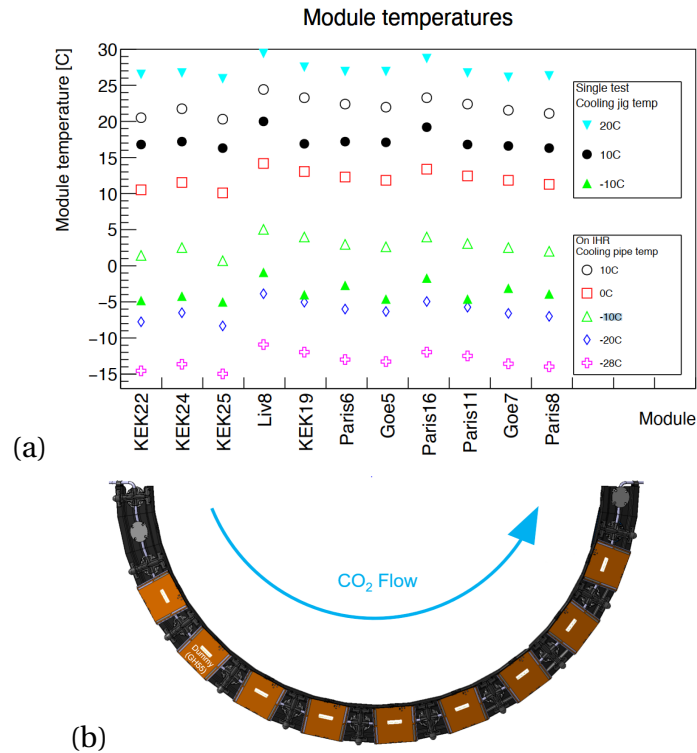 Module temperatures
Module temperature [C]
30
25
20
15
10
5
0
−5
−10
−15
Single test
Cooling jig temp
20C
10C
-10C
On IHR
Cooling pipe temp
10C
0C
-10C
-20C
-28C
KEK22
KEK24
KEK25
Liv8
KEK19
Paris6
Goe5
Paris16
Paris11
Goe7
Paris8
Module
(a)
CO₂ Flow
Dummy
(GH55)
(b)